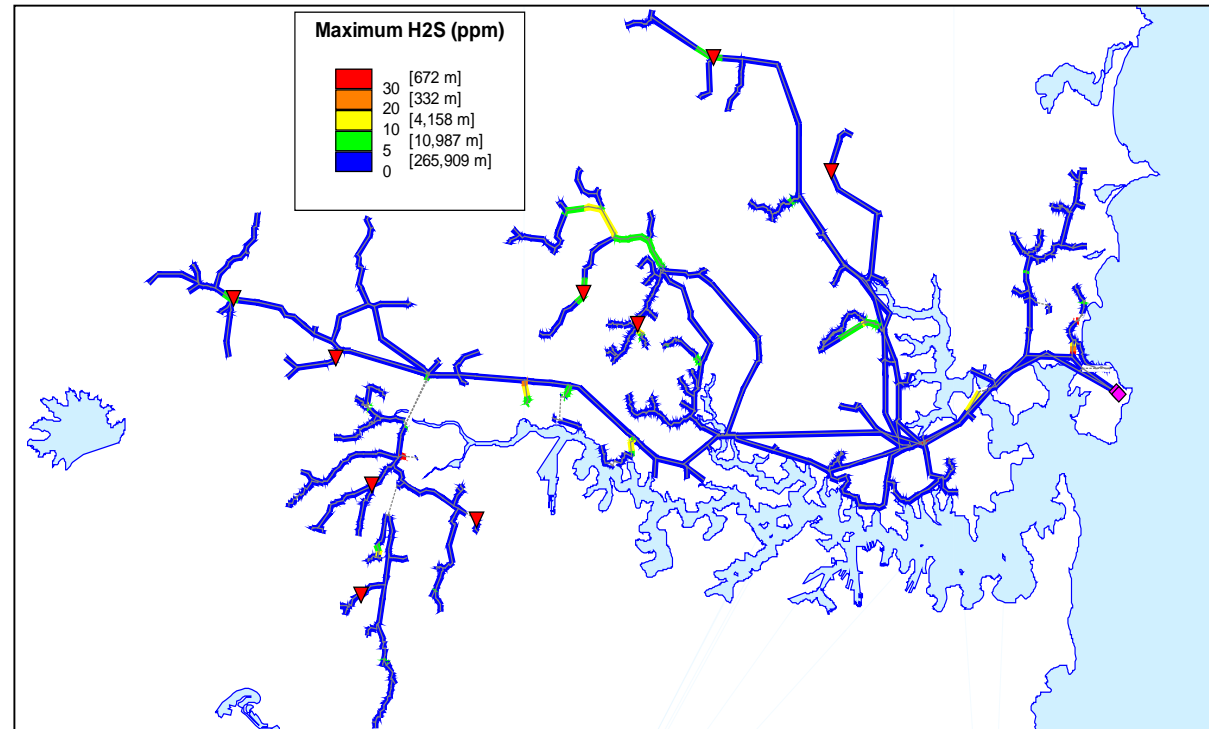 Maximum H2S (ppm)
[672 m]
30
[332 m]
20
[4,158 m]
10
[10,987 m]
5
[265,909 m]
0